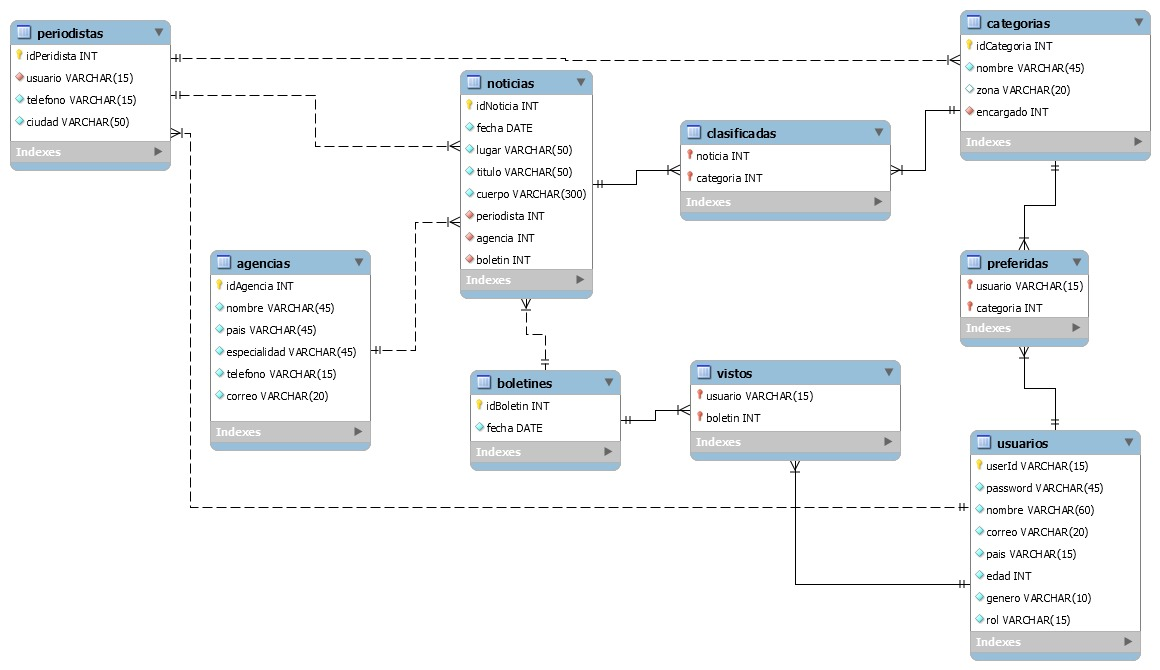 periodistas
idPeridista INT
usuario VARCHAR(15)
telefono VARCHAR(15)
ciudad VARCHAR(50)
Indexes
noticias
idNoticia INT
fecha DATE
lugar VARCHAR(50)
titulo VARCHAR(50)
cuerpo VARCHAR(300)
periodista INT
agencia INT
boletin INT
Indexes
categorias
idCategoria INT
nombre VARCHAR(45)
zona VARCHAR(20)
encargado INT
Indexes
clasificadas
noticia INT
categoria INT
Indexes
agencias
idAgencia INT
nombre VARCHAR(45)
pais VARCHAR(45)
especialidad VARCHAR(45)
telefono VARCHAR(15)
correo VARCHAR(20)
Indexes
preferidas
usuario VARCHAR(15)
categoria INT
Indexes
boletines
idBoletin INT
fecha DATE
Indexes
vistos
usuario VARCHAR(15)
boletin INT
Indexes
usuarios
userId VARCHAR(15)
password VARCHAR(45)
nombre VARCHAR(60)
correo VARCHAR(20)
pais VARCHAR(15)
edad INT
genero VARCHAR(10)
rol VARCHAR(15)
Indexes